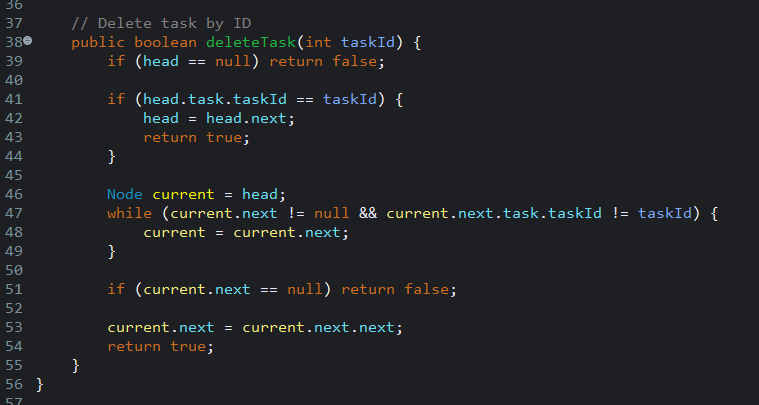 36
37     // Delete task by ID
38     public boolean deleteTask(int taskId) {
39         if (head == null) return false;
40
41         if (head.task.taskId == taskId) {
42             head = head.next;
43             return true;
44         }
45
46         Node current = head;
47         while (current.next != null && current.next.task.taskId != taskId) {
48             current = current.next;
49         }
50
51         if (current.next == null) return false;
52
53         current.next = current.next.next;
54         return true;
55     }
56 }
57